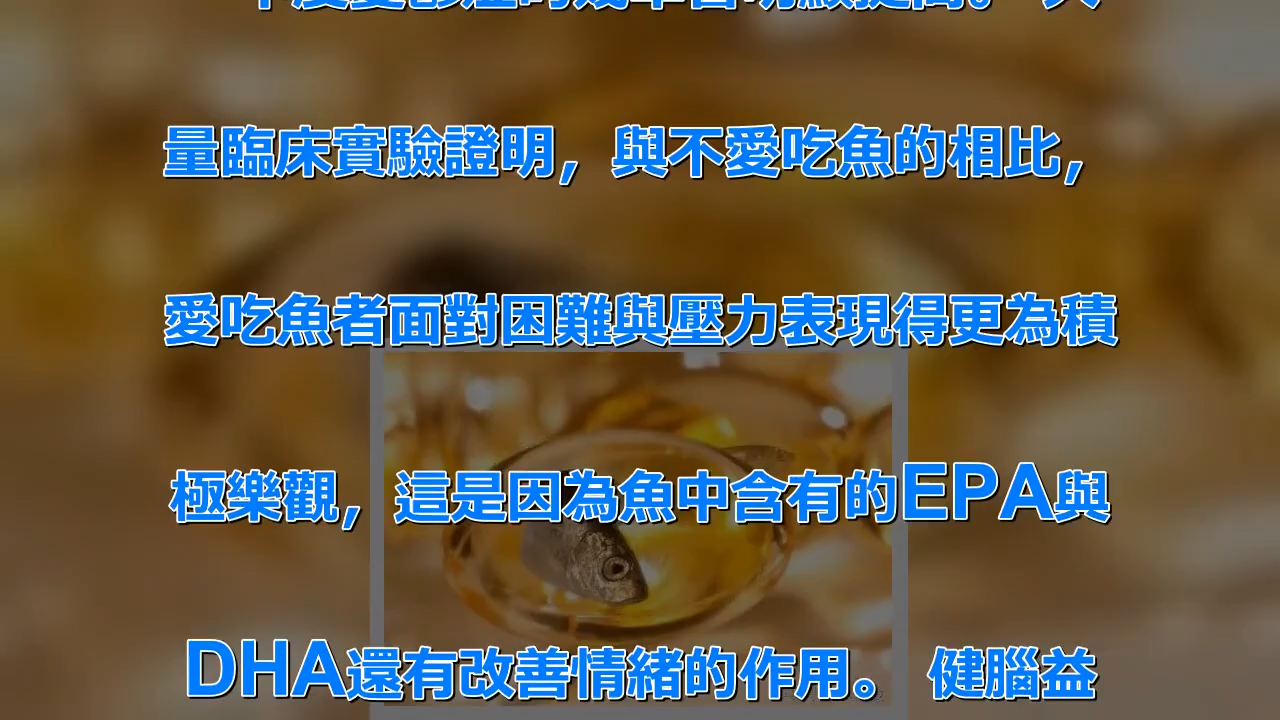 量臨床實驗證明，與不愛吃魚的相比，
愛吃魚者面對困難與壓力表現得更為積
極樂觀，這是因為魚中含有的EPA與
DHA還有改善情緒的作用。 健腦益